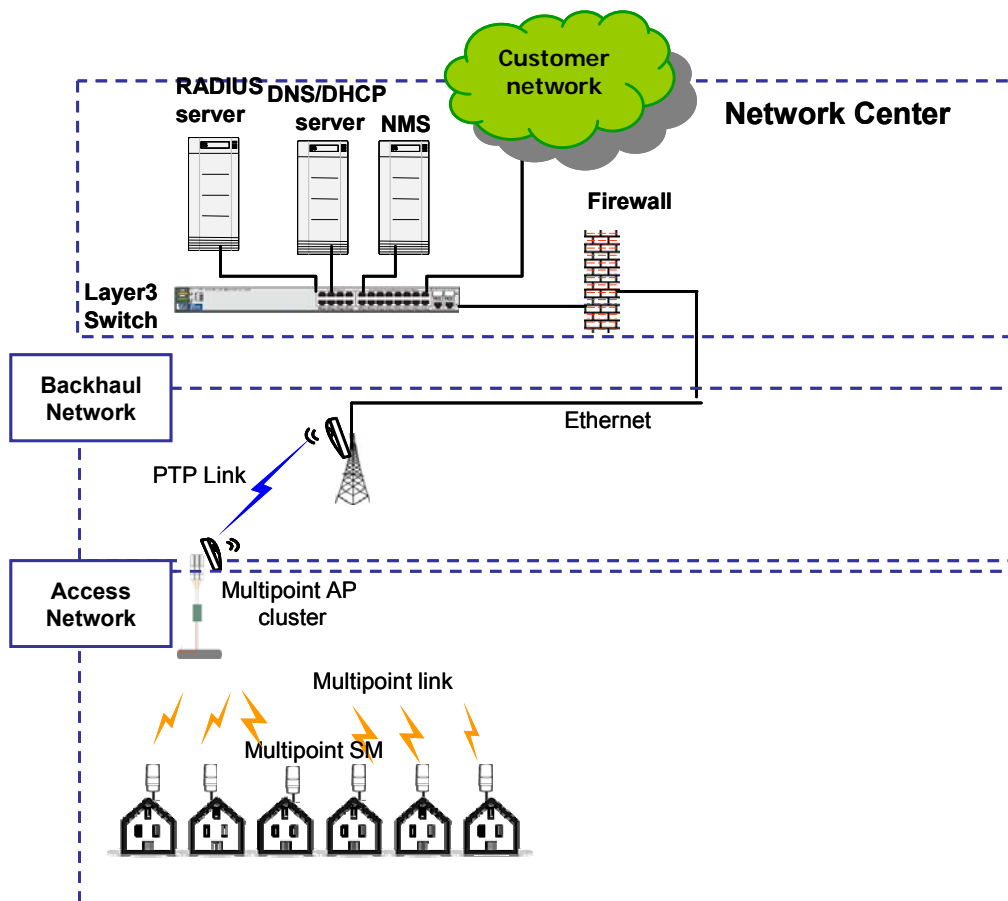 Customer
network
RADIUS
server
DNS/DHCP
server
NMS
Network Center
Firewall
Layer3
Switch
Backhaul
Network
Ethernet
PTP Link
Access
Network
Multipoint AP
cluster
Multipoint link
Multipoint SM